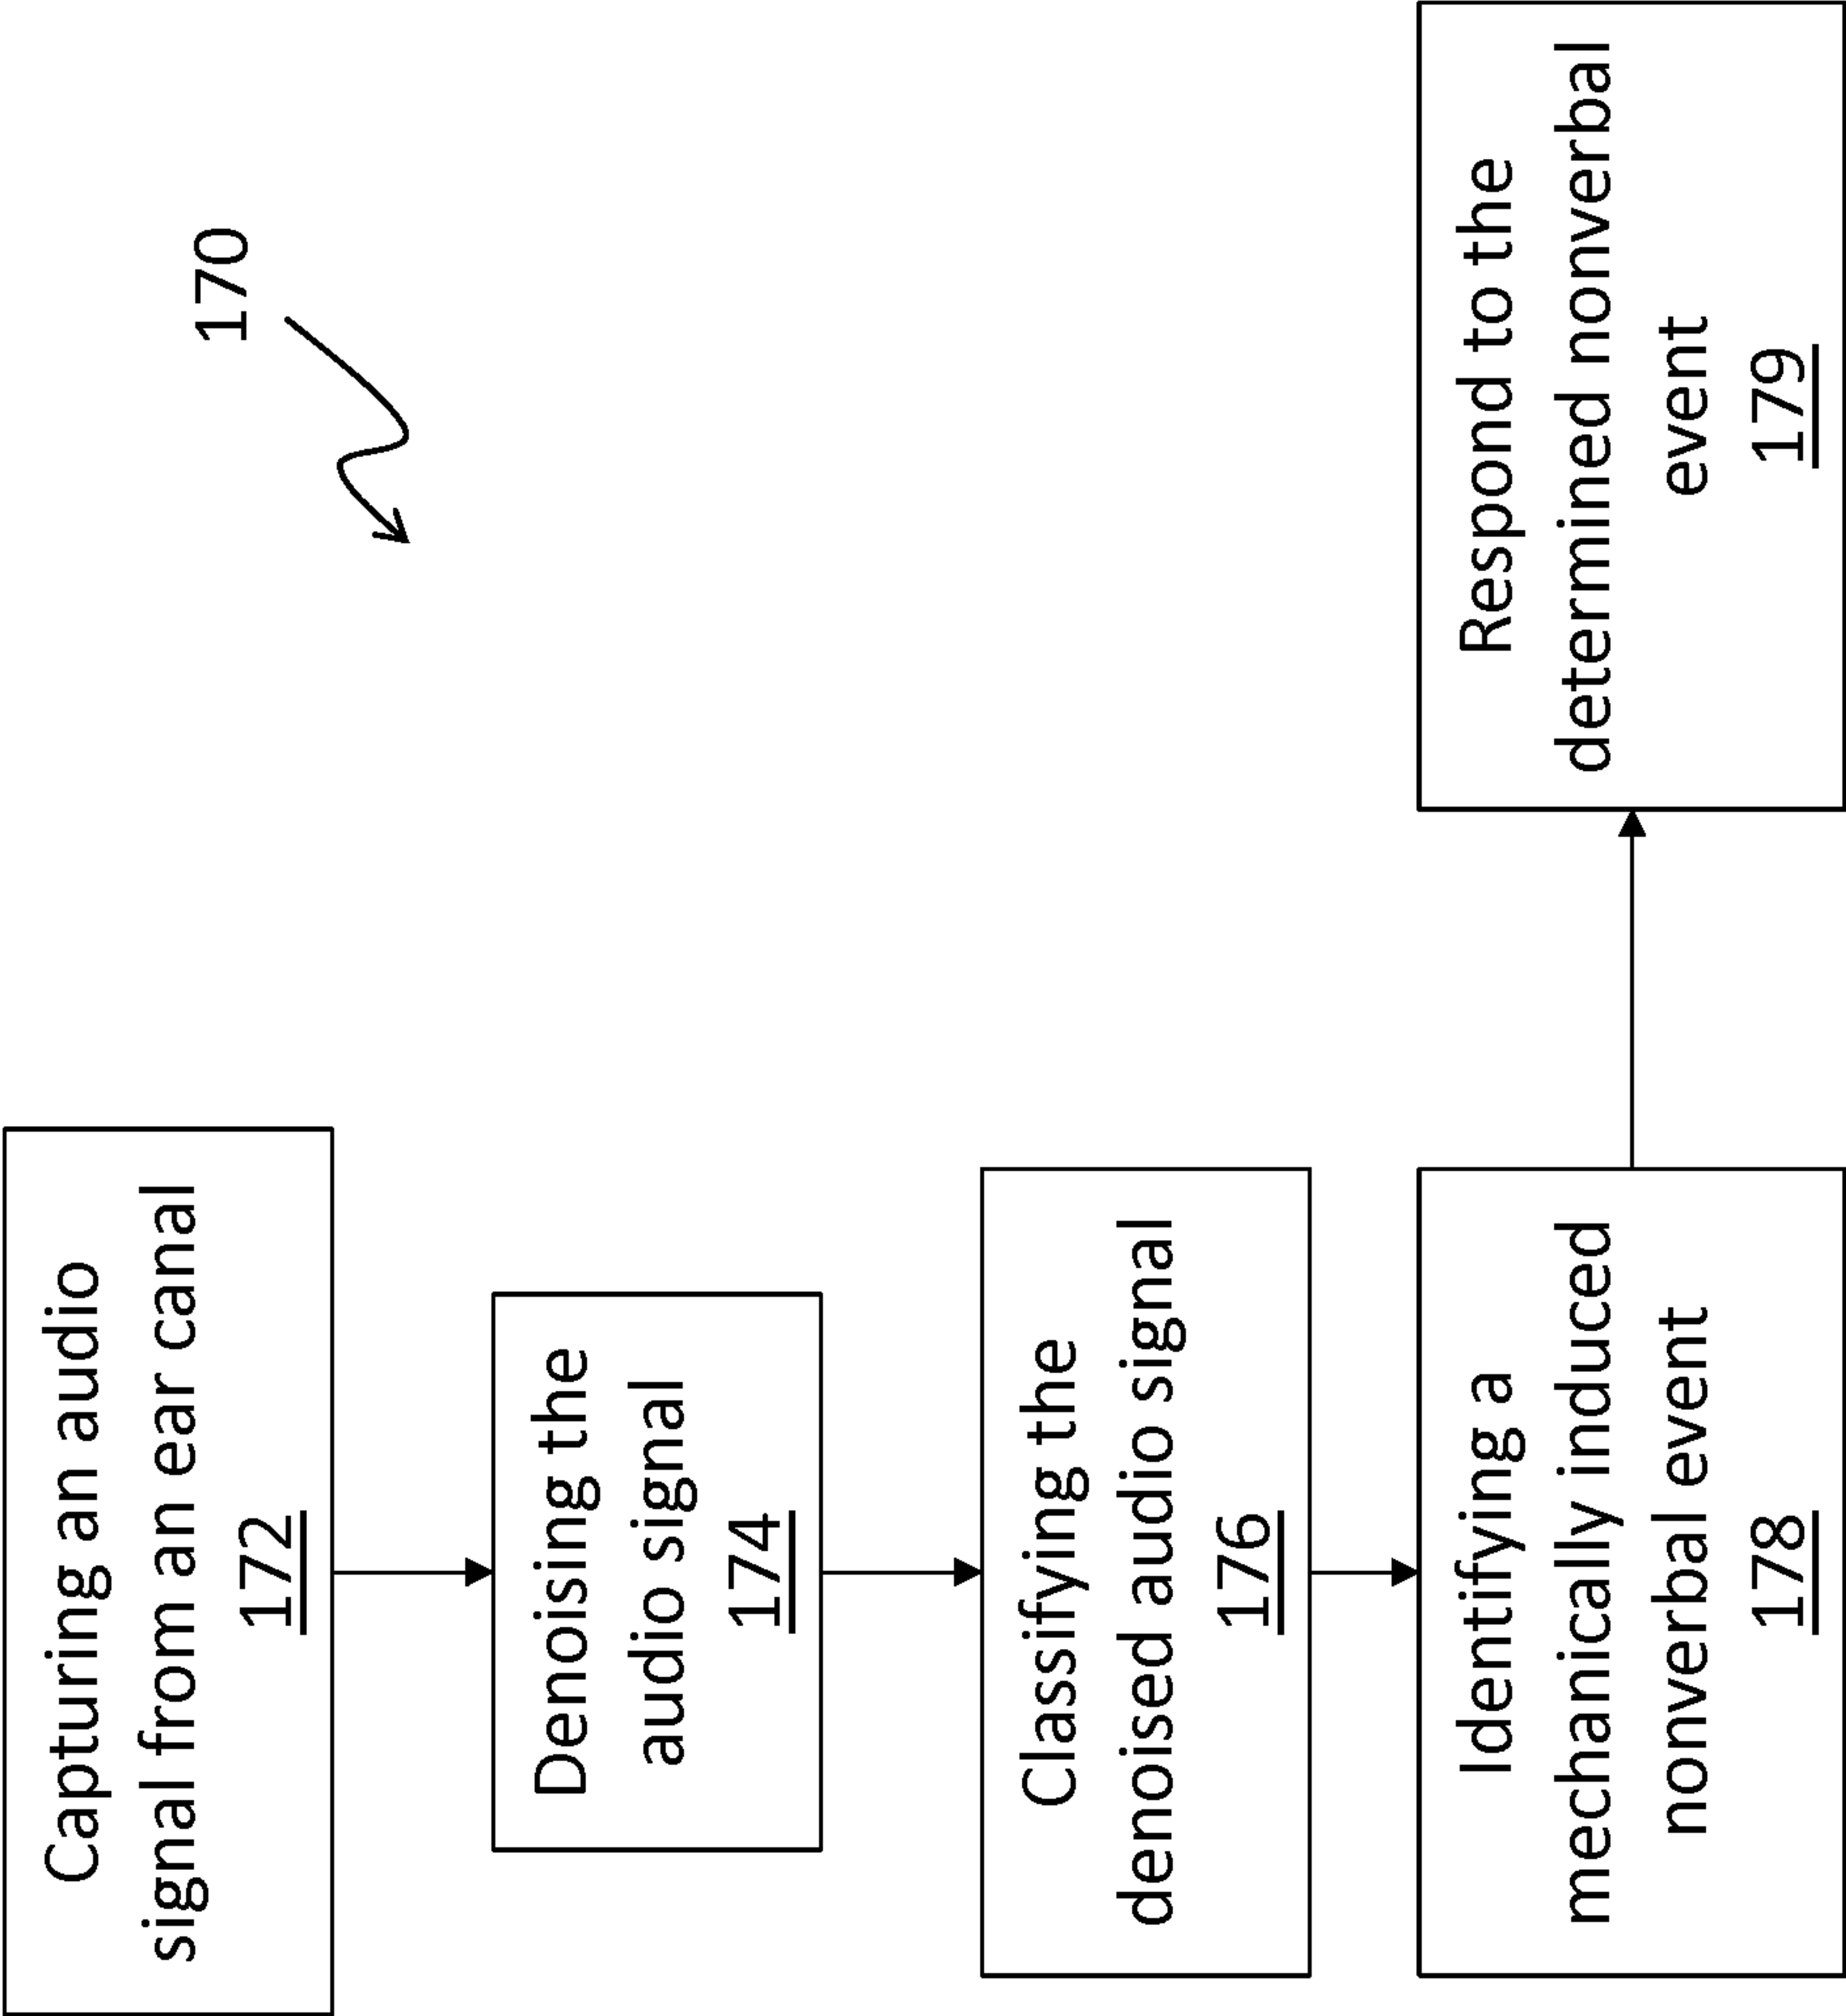 170
Capturing an audio
signal from an ear canal
172
Denoising the
audio signal
174
Classifying the
denoised audio signal
176
Identifying a
mechanically induced
nonverbal event
178
Respond to the
determined nonverbal
event
179